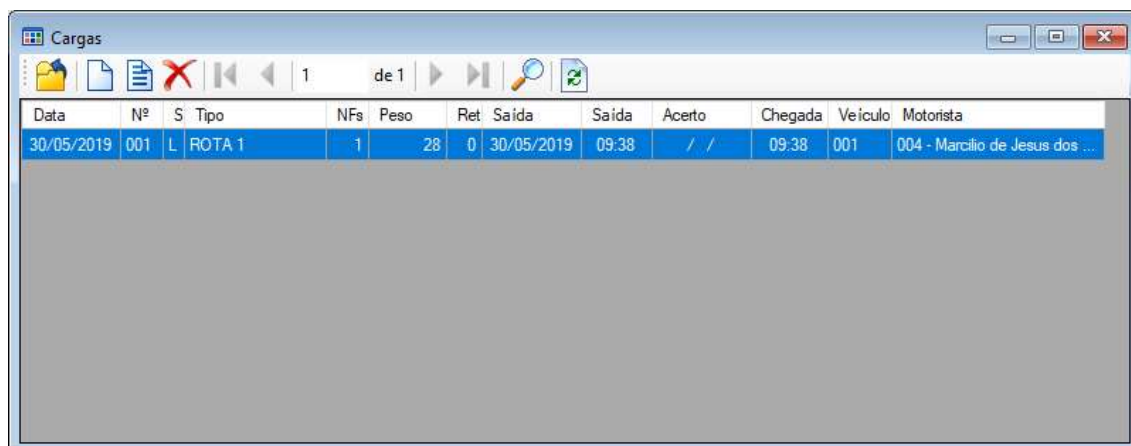 Cargas
1 de 1
Data Nº S Tipo NFs Peso Ret Saída Saída Acerto Chegada Veículo Motorista
30/05/2019 001 L ROTA 1 1 28 0 30/05/2019 09:38 / / 09:38 001 004 - Marcilio de Jesus dos ...